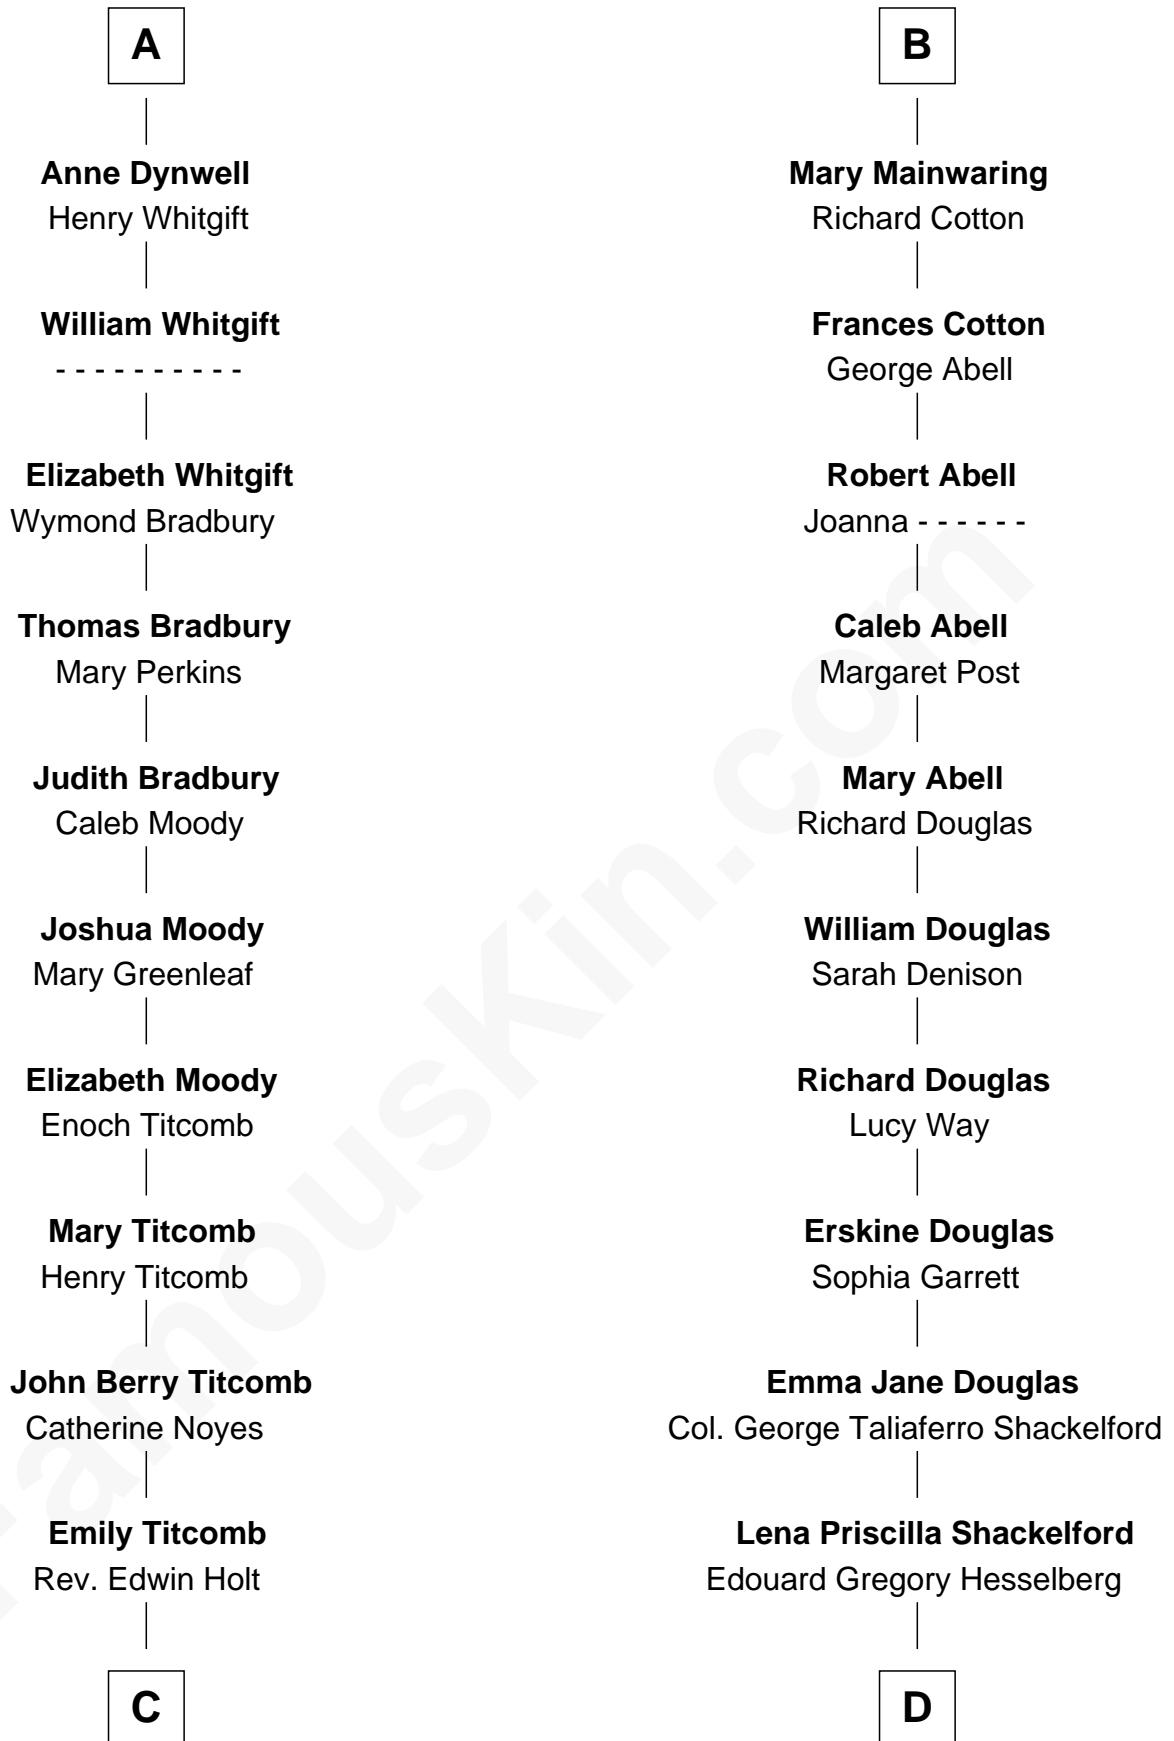 A
Anne Dynwell
Henry Whitgift
William Whitgift
- - - - - - - - - -
Elizabeth Whitgift
Wymond Bradbury
Thomas Bradbury
Mary Perkins
Judith Bradbury
Caleb Moody
Joshua Moody
Mary Greenleaf
Elizabeth Moody
Enoch Titcomb
Mary Titcomb
Henry Titcomb
John Berry Titcomb
Catherine Noyes
Emily Titcomb
Rev. Edwin Holt
C
B
Mary Mainwaring
Richard Cotton
Frances Cotton
George Abell
Robert Abell
Joanna - - - - - -
Caleb Abell
Margaret Post
Mary Abell
Richard Douglas
William Douglas
Sarah Denison
Richard Douglas
Lucy Way
Erskine Douglas
Sophia Garrett
Emma Jane Douglas
Col. George Taliaferro Shackelford
Lena Priscilla Shackelford
Edouard Gregory Hesselberg
D
FamousKin.com